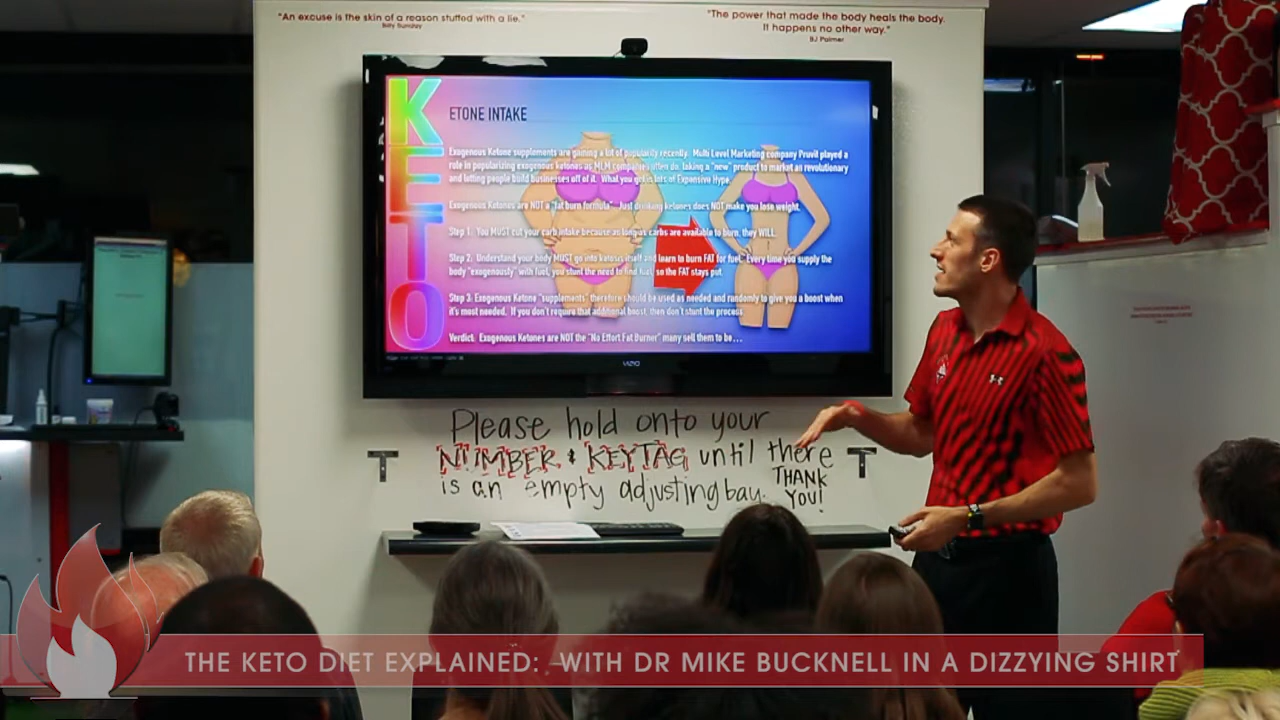 "An excuse is the skin of a reason stuffed with a lie."
Billy Sunday
"The power that made the body heals the body.
It happens no other way."
BJ Palmer
KETO
ETONE INTAKE
Exogenous Ketone supplements are gaining a lot of popularity recently. Multi Level Marketing company Pruvit played a
role in popularizing exogenous ketones as MLM companies often do, taking a "new" product to market as revolutionary
and letting people build businesses off of it. What you get is lots of Expensive Hype.
Exogenous Ketones are NOT a "fat burn formula". Just drinking ketones does NOT make you lose weight.
Step 1. You MUST cut your carb intake because as long as carbs are available to burn, they WILL.
Step 2: Understand your body MUST go into ketosis itself and learn to burn FAT for fuel. Every time you supply the
body "exogenously" with fuel, you stunt the need to find fuel, so the FAT stays put.
Step 3: Exogenous Ketone "supplements" therefore should be used as needed and randomly to give you a boost when
it's most needed. If you don't require that additional boost, then don't stunt the process
Verdict: Exogenous Ketones are NOT the "No Effort Fat Burner" many sell them to be...
VIZIO
Please hold onto your
NUMBER & KEYTAG until there
is an empty adjusting bay.
THANK
YOU!
THE KETO DIET EXPLAINED: WITH DR MIKE BUCKNELL IN A DIZZYING SHIRT